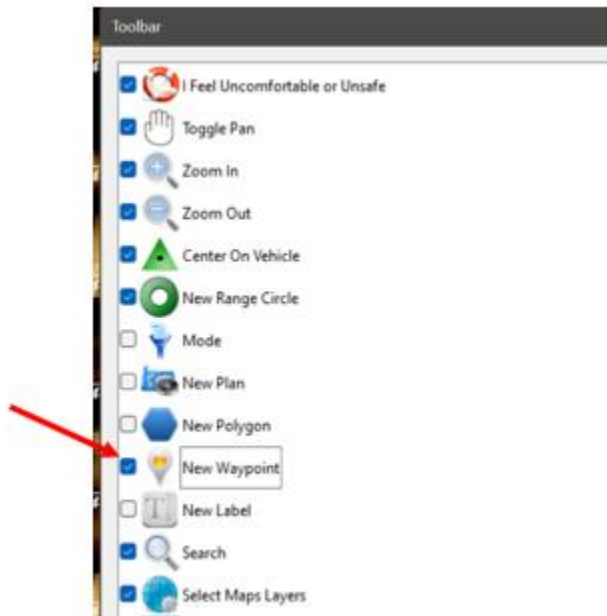 Toolbar
I Feel Uncomfortable or Unsafe
Toggle Pan
Zoom In
Zoom Out
Center On Vehicle
New Range Circle
Mode
New Plan
New Polygon
New Waypoint
New Label
Search
Select Maps Layers